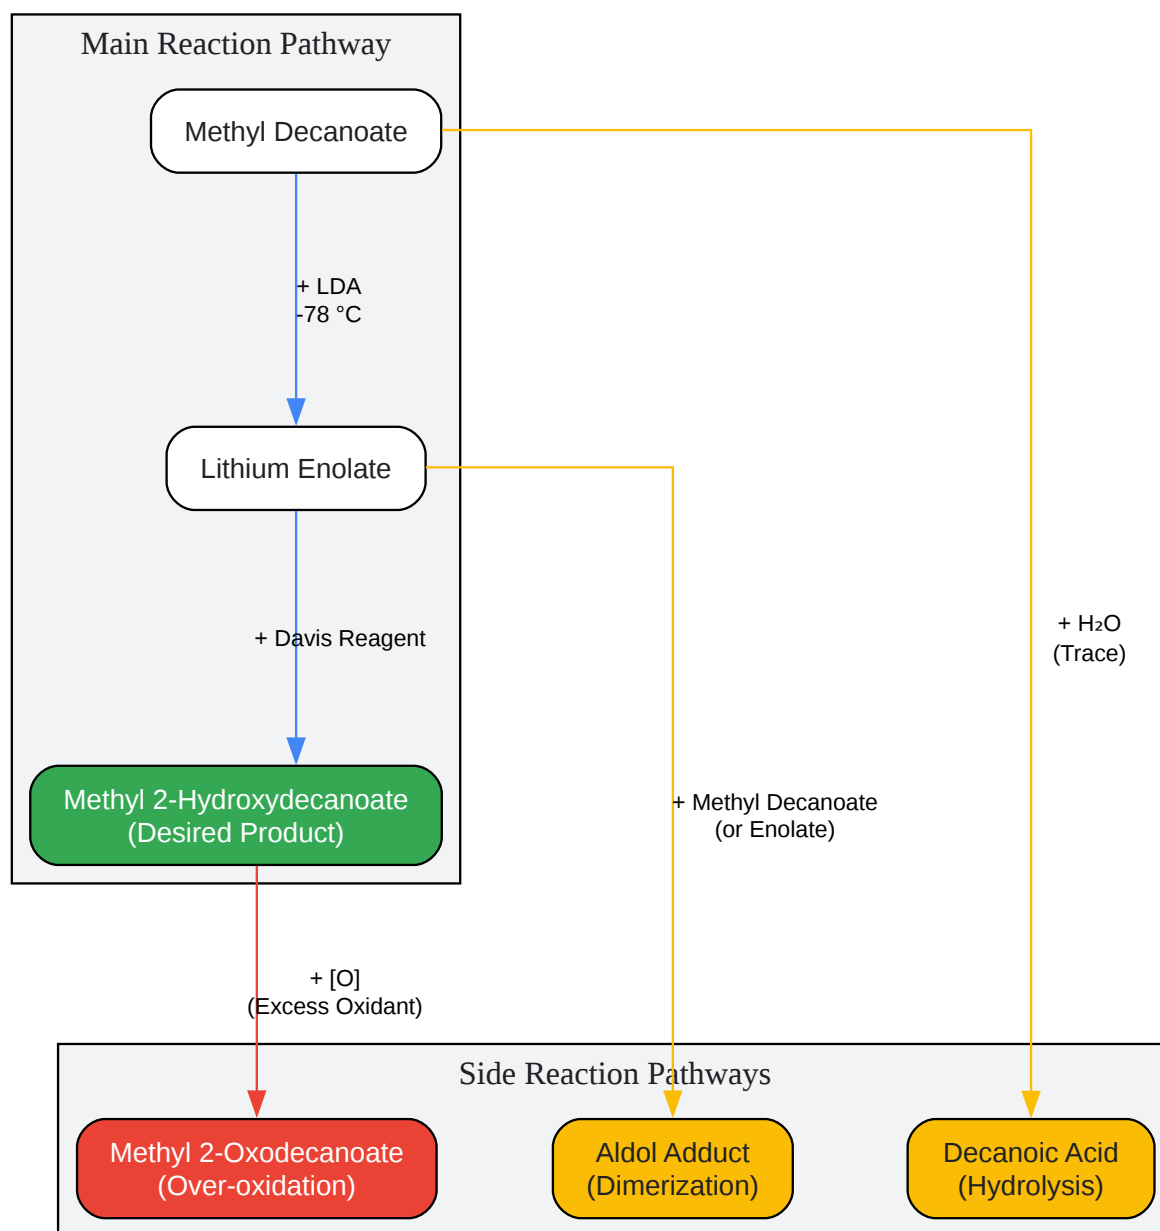 Main Reaction Pathway
Methyl Decanoate
+ LDA
-78 °C
Lithium Enolate
+ Davis Reagent
+ H₂O
(Trace)
Methyl 2-Hydroxydecanoate
(Desired Product)
+ Methyl Decanoate
(or Enolate)
+ [O]
(Excess Oxidant)
Side Reaction Pathways
Methyl 2-Oxodecanoate
(Over-oxidation)
Aldol Adduct
(Dimerization)
Decanoic Acid
(Hydrolysis)